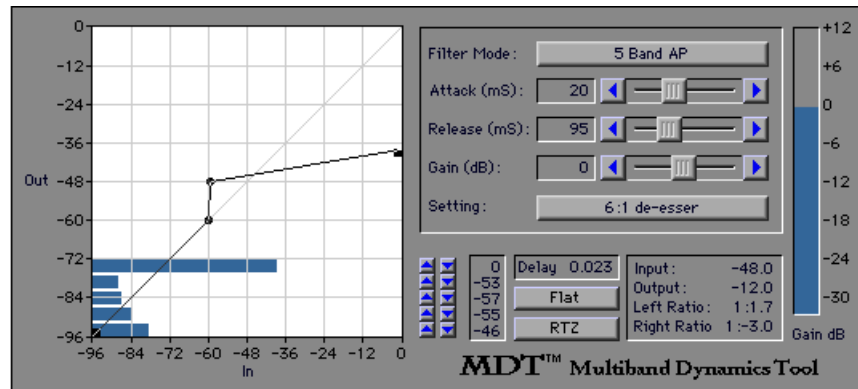 0
-12
-24
-36
Out -48
-60
-72
-84
-96
-96 -84 -72 -60 -48 -36 -24 -12 0
In
Filter Mode: 5 Band AP
Attack (mS): 20
Release (mS): 95
Gain (dB): 0
Setting: 6:1 de-esser
0
-53
-57
-55
-46
Delay 0.023
Flat
RTZ
Input: -48.0
Output: -12.0
Left Ratio: 1:1.7
Right Ratio 1:-3.0
+12
+6
0
-6
-12
-18
-24
-30
Gain dB
MDT™ Multiband Dynamics Tool